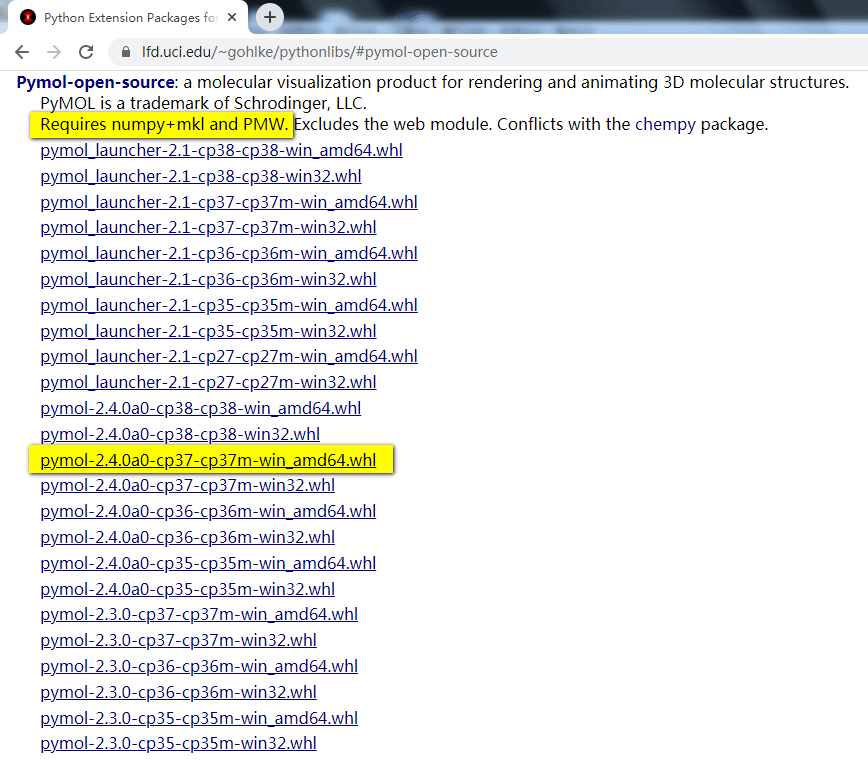 Python Extension Packages for
lfd.uci.edu/~gohlke/pythonlibs/#pymol-open-source
Pymol-open-source: a molecular visualization product for rendering and animating 3D molecular structures.
PyMOL is a trademark of Schrodinger, LLC.
Requires numpy+mkl and PMW. Excludes the web module. Conflicts with the chempy package.
pymol_launcher-2.1-cp38-cp38-win_amd64.whl
pymol_launcher-2.1-cp38-cp38-win32.whl
pymol_launcher-2.1-cp37-cp37m-win_amd64.whl
pymol_launcher-2.1-cp37-cp37m-win32.whl
pymol_launcher-2.1-cp36-cp36m-win_amd64.whl
pymol_launcher-2.1-cp36-cp36m-win32.whl
pymol_launcher-2.1-cp35-cp35m-win_amd64.whl
pymol_launcher-2.1-cp35-cp35m-win32.whl
pymol_launcher-2.1-cp27-cp27m-win_amd64.whl
pymol_launcher-2.1-cp27-cp27m-win32.whl
pymol-2.4.0a0-cp38-cp38-win_amd64.whl
pymol-2.4.0a0-cp38-cp38-win32.whl
pymol-2.4.0a0-cp37-cp37m-win_amd64.whl
pymol-2.4.0a0-cp37-cp37m-win32.whl
pymol-2.4.0a0-cp36-cp36m-win_amd64.whl
pymol-2.4.0a0-cp36-cp36m-win32.whl
pymol-2.4.0a0-cp35-cp35m-win_amd64.whl
pymol-2.4.0a0-cp35-cp35m-win32.whl
pymol-2.3.0-cp37-cp37m-win_amd64.whl
pymol-2.3.0-cp37-cp37m-win32.whl
pymol-2.3.0-cp36-cp36m-win_amd64.whl
pymol-2.3.0-cp36-cp36m-win32.whl
pymol-2.3.0-cp35-cp35m-win_amd64.whl
pymol-2.3.0-cp35-cp35m-win32.whl